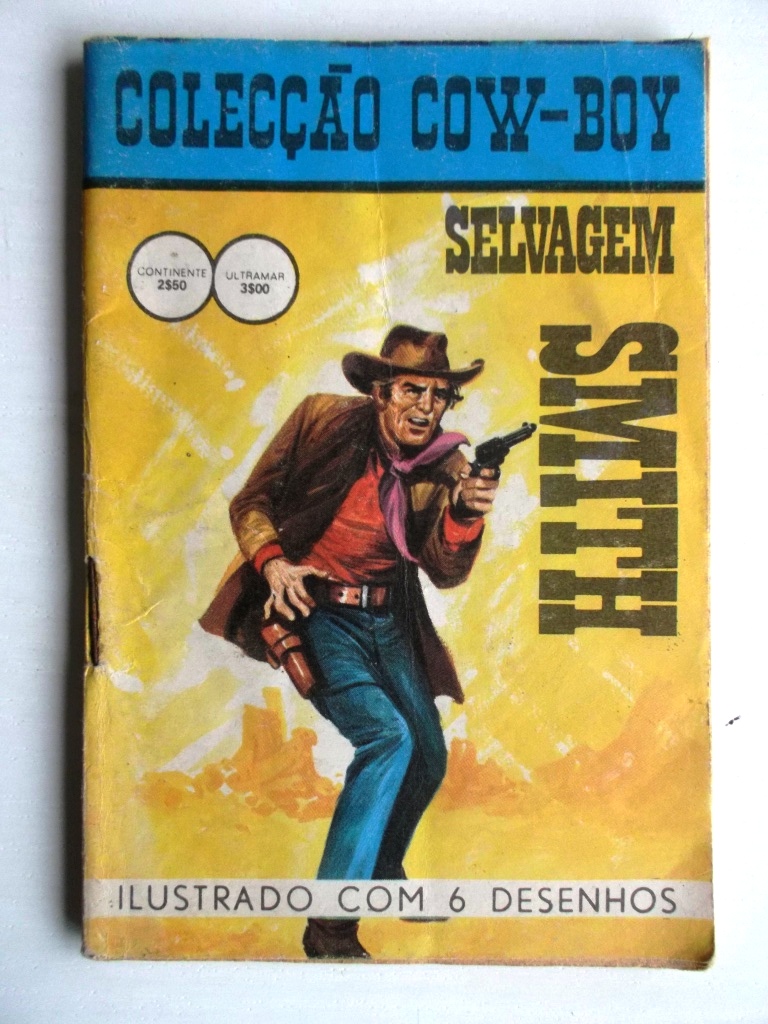 COLECÇÃO COW-BOY
SELVAGEM
SMITH
CONTINENTE
2$50
ULTRAMAR
3$00
ILUSTRADO COM 6 DESENHOS